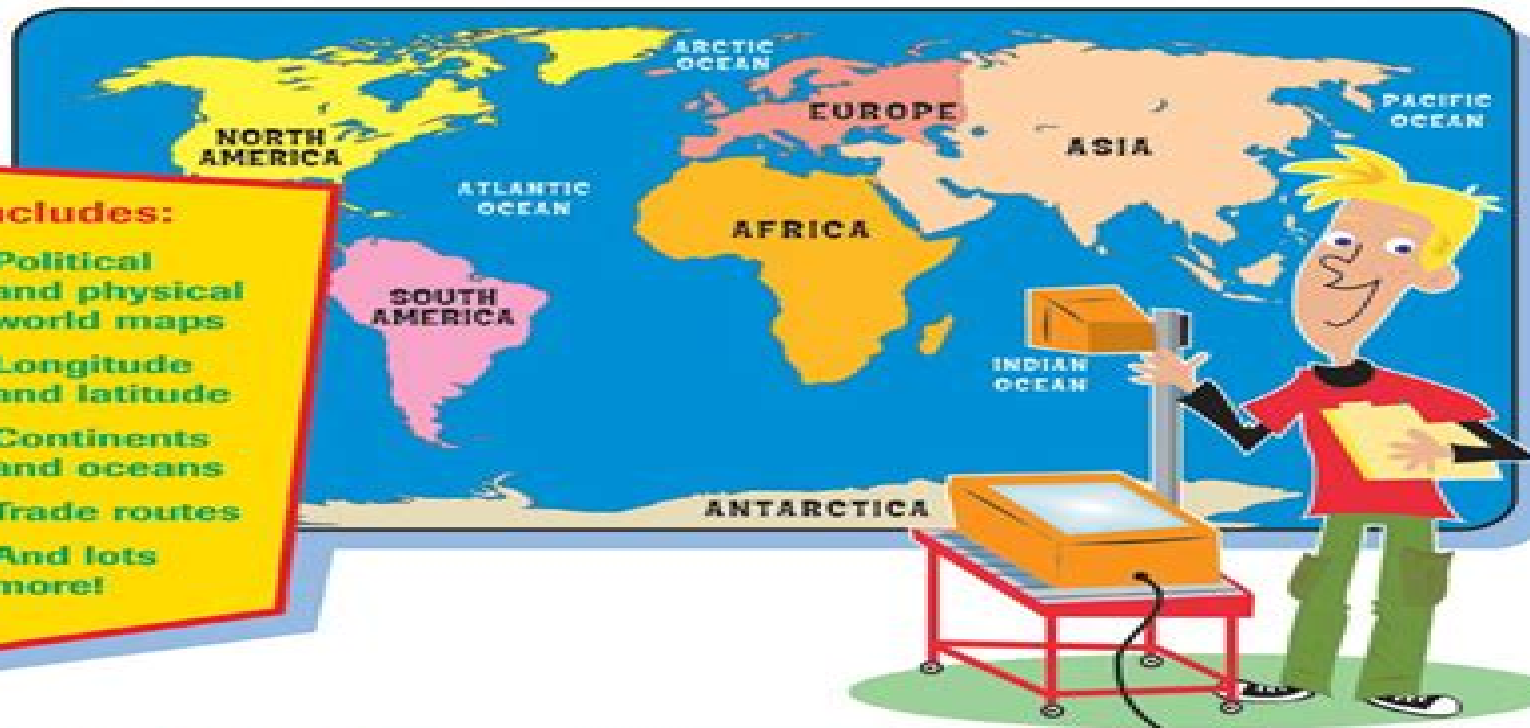 ARCTIC
OCEAN
EUROPE
PACIFIC
OCEAN
NORTH
AMERICA
ASIA
ATLANTIC
OCEAN
AFRICA
SOUTH
AMERICA
INDIAN
OCEAN
ANTARCTICA
cludes:
Political
and physical
world maps
Longitude
and latitude
Continents
and oceans
Trade routes
And lots
more!